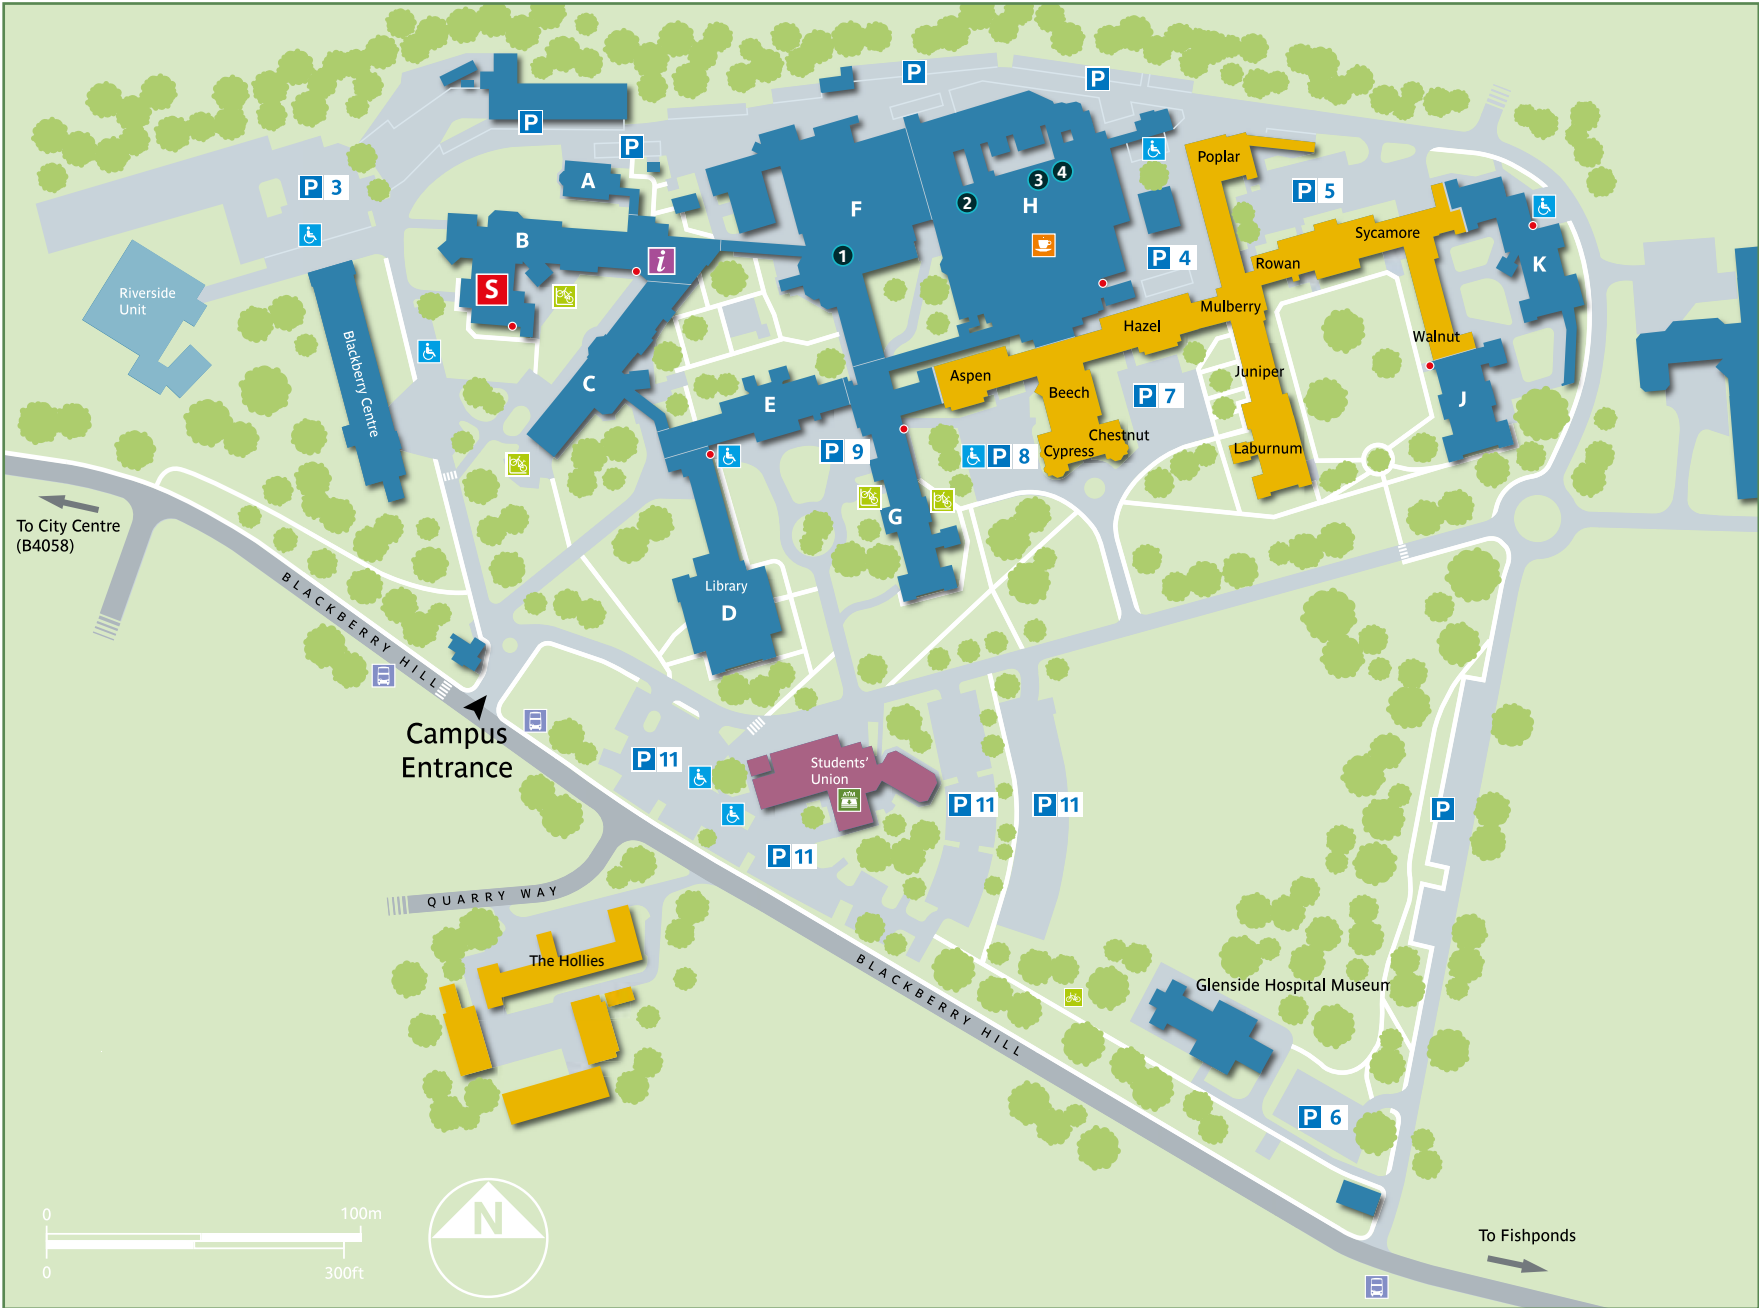 P
P
P
P
A
P 3
Poplar
4
3
2
F
H
P 5
B
i
1
P 4
Sycamore
K
Rowan
S
Riverside
Unit
Mulberry
Hazel
Walnut
Blackberry Centre
C
Aspen
Juniper
E
Beech
P 7
J
Chestnut
Cypress
Laburnum
P 9
P 8
G
To City Centre
(B4058)
Library
D
BLACKBERRY HILL
Campus
Entrance
P 11
Students'
Union
ATM
P 11
P 11
P
P 11
QUARRY WAY
The Hollies
BLACKBERRY HILL
Glenside Hospital Museum
P 6
N
0
100m
0
300ft
To Fishponds